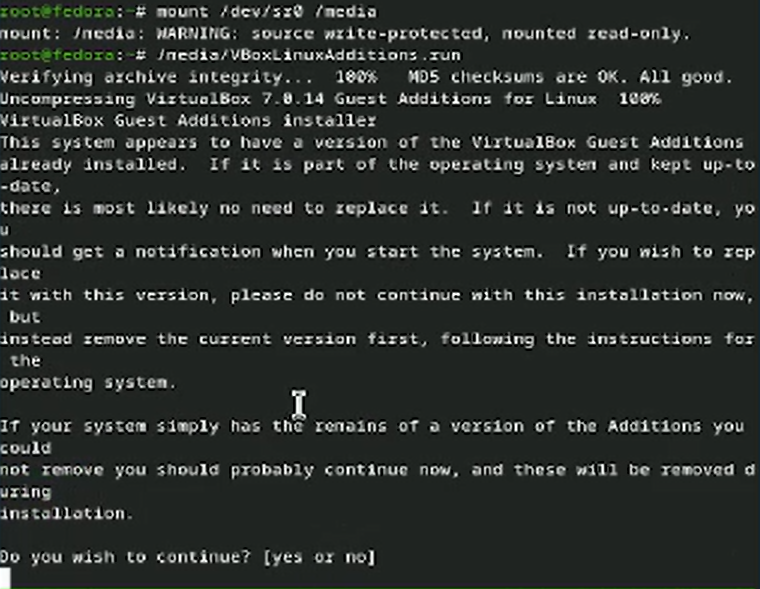 root@fedora:~# mount /dev/sr0 /media
mount: /media: WARNING: source write-protected, mounted read-only.
root@fedora:~# /media/VBoxLinuxAdditions.run
Verifying archive integrity...  100%   MD5 checksums are OK. All good.
Uncompressing VirtualBox 7.0.14 Guest Additions for Linux  100%
VirtualBox Guest Additions installer
This system appears to have a version of the VirtualBox Guest Additions
already installed.  If it is part of the operating system and kept up-to
-date,
there is most likely no need to replace it.  If it is not up-to-date, yo
u
should get a notification when you start the system.  If you wish to rep
lace
it with this version, please do not continue with this installation now,
 but
instead remove the current version first, following the instructions for
 the
operating system.

If your system simply has the remains of a version of the Additions you
could
not remove you should probably continue now, and these will be removed d
uring
installation.

Do you wish to continue? [yes or no]